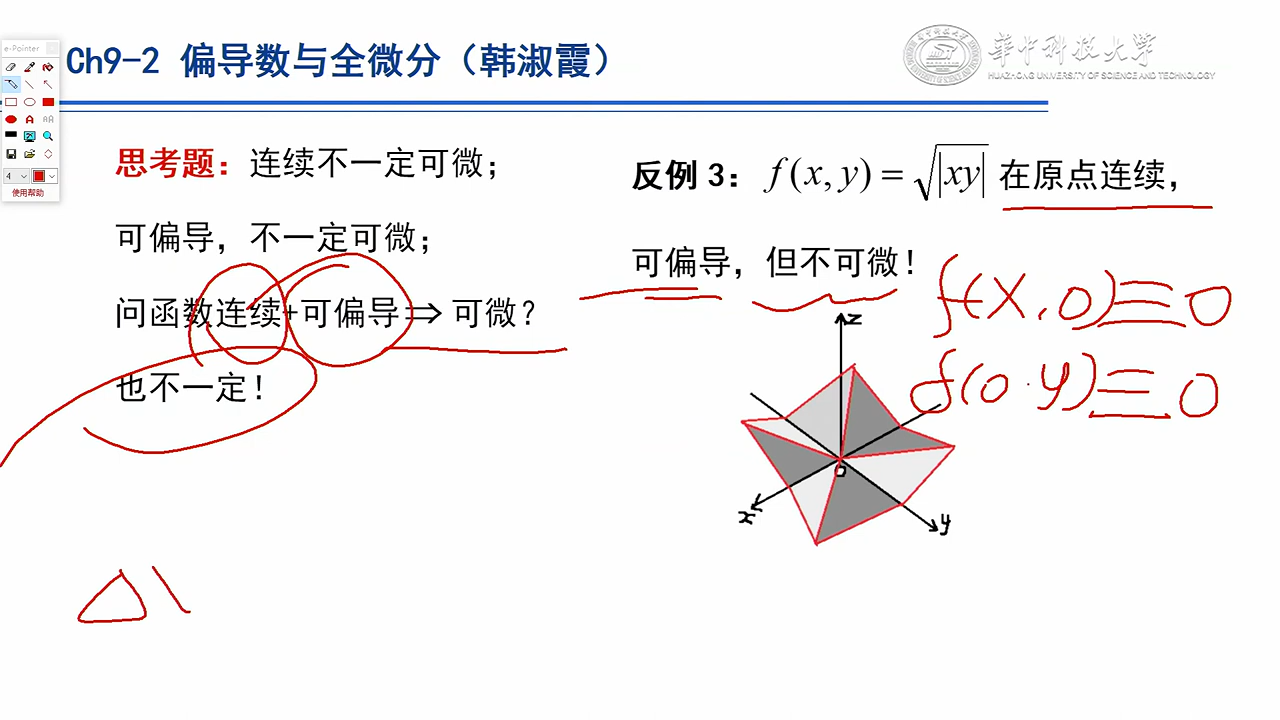 e-Pointer
Ch9-2 偏导数与全微分（韩淑霞）
华中科技大学
HUAZHONG UNIVERSITY OF SCIENCE AND TECHNOLOGY
4
使用帮助
思考题：连续不一定可微；
可偏导，不一定可微；
问函数连续+可偏导⇒可微？
也不一定！
反例 3：f(x, y) = √|xy| 在原点连续，
可偏导，但不可微！
f(x,0)≡0
f(0·y)≡0
z
o
x
y